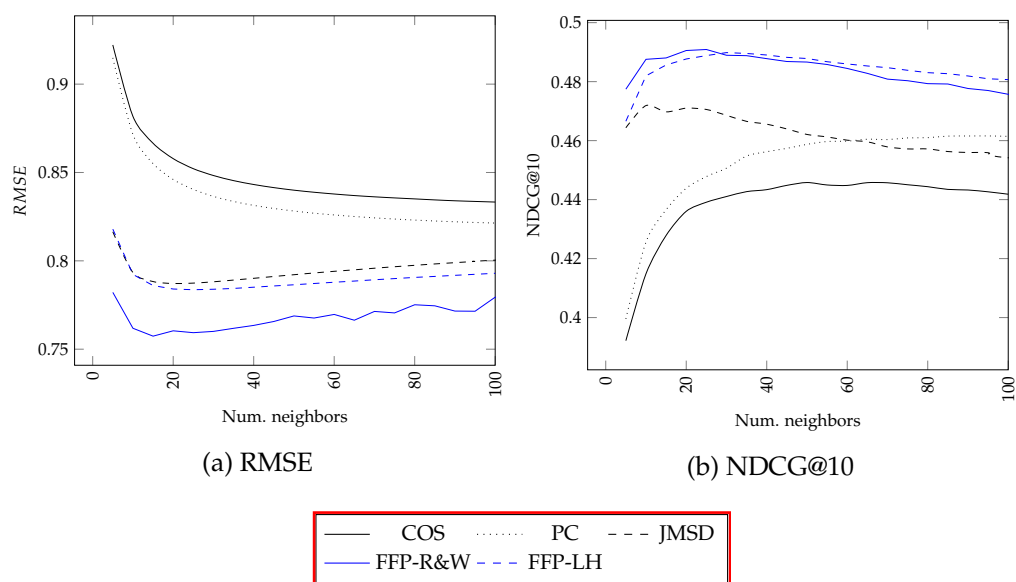 0.9
0.85
0.8
0.75
RMSE
0 20 40 60 80 100
Num. neighbors
(a) RMSE
0.5
0.48
0.46
0.44
0.42
0.4
NDCG@10
0 20 40 60 80 100
Num. neighbors
(b) NDCG@10
COS PC JMSD
FFP-R&W FFP-LH